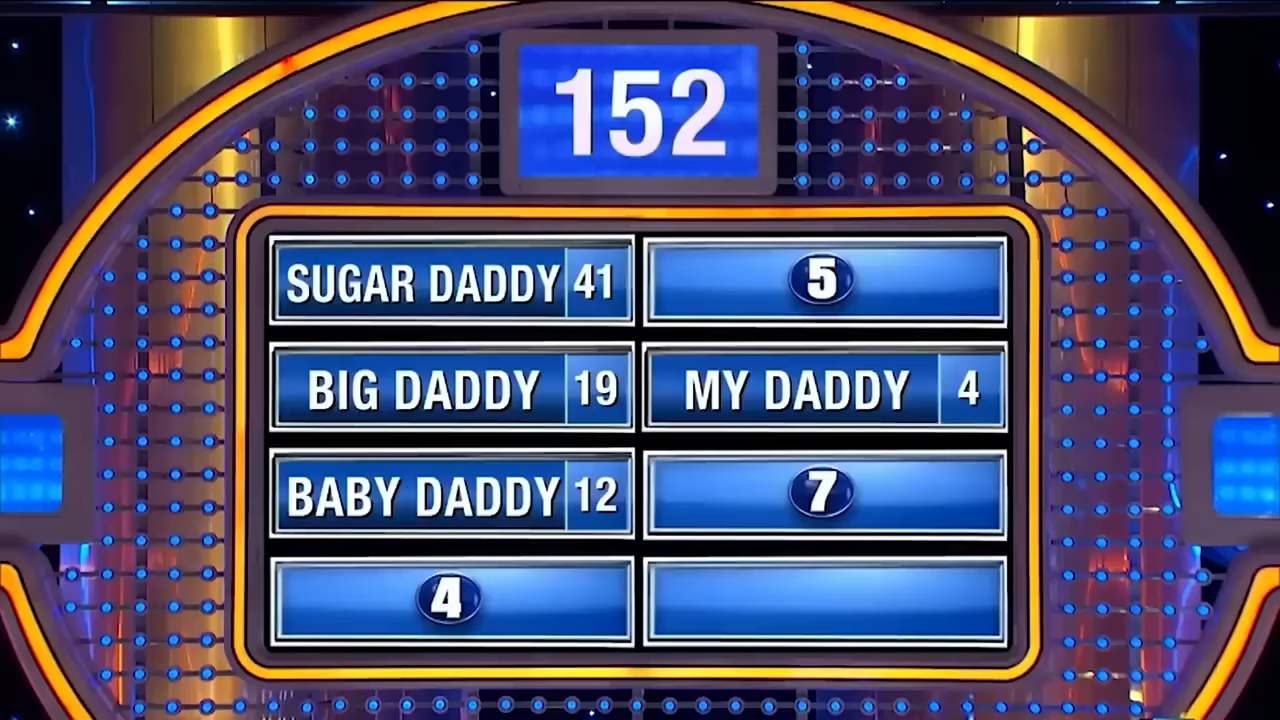 152
SUGAR DADDY 41
5
BIG DADDY 19
MY DADDY 4
BABY DADDY 12
7
4